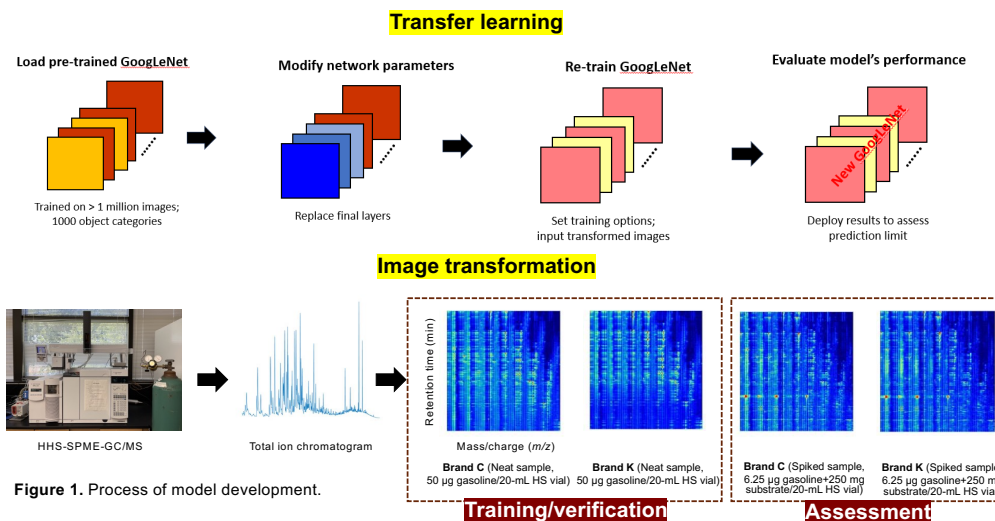 Transfer learning
Load pre-trained GoogLeNet
Modify network parameters
Re-train GoogLeNet
Evaluate model's performance
New GoogLeNet
Trained on > 1 million images;
1000 object categories
Replace final layers
Set training options;
input transformed images
Deploy results to assess
prediction limit
Image transformation
Retention time (min)
HHS-SPME-GC/MS
Total ion chromatogram
Mass/charge (m/z)
Brand C (Neat sample,
50 µg gasoline/20-mL HS vial)
Brand K (Neat sample,
50 µg gasoline/20-mL HS vial)
Brand C (Spiked sample,
6.25 µg gasoline+250 mg
substrate/20-mL HS vial)
Brand K (Spiked sample
6.25 µg gasoline+250 m
substrate/20-mL HS vial)
Figure 1. Process of model development.
Training/verification
Assessment